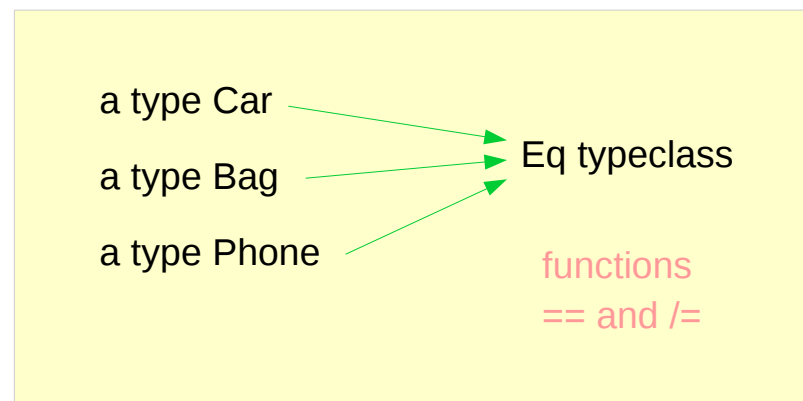 a type Car
Eq typeclass
a type Bag
a type Phone
functions
== and /=